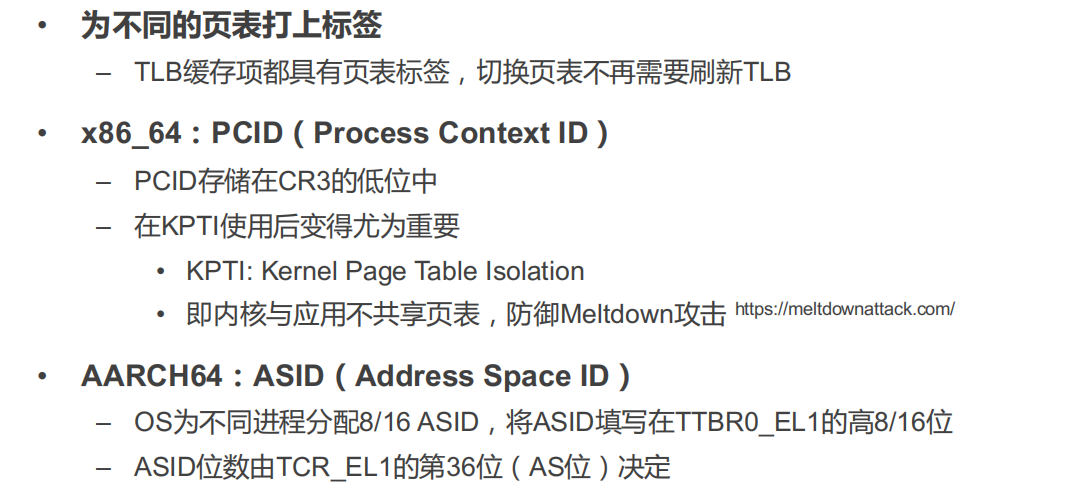 • 为不同的页表打上标签
– TLB缓存项都具有页表标签，切换页表不再需要刷新TLB
• x86_64：PCID（Process Context ID）
– PCID存储在CR3的低位中
– 在KPTI使用后变得尤为重要
• KPTI: Kernel Page Table Isolation
• 即内核与应用不共享页表，防御Meltdown攻击 https://meltdownattack.com/
• AARCH64：ASID（Address Space ID）
– OS为不同进程分配8/16 ASID，将ASID填写在TTBR0_EL1的高8/16位
– ASID位数由TCR_EL1的第36位（AS位）决定